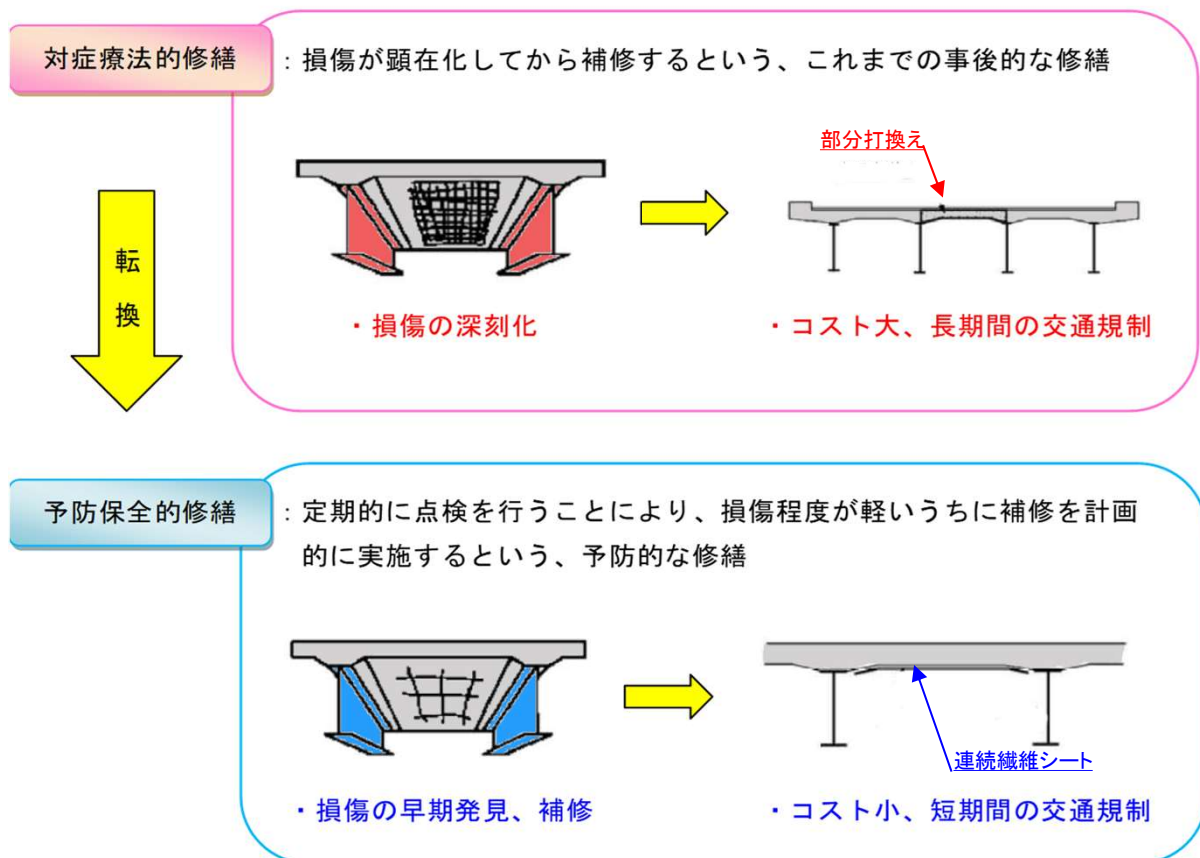 対症療法的修繕
：損傷が顕在化してから補修するという、これまでの事後的な修繕
部分打換え
・損傷の深刻化
・コスト大、長期間の交通規制
転
換
予防保全的修繕
：定期的に点検を行うことにより、損傷程度が軽いうちに補修を計画
的に実施するという、予防的な修繕
連続繊維シート
・損傷の早期発見、補修
・コスト小、短期間の交通規制